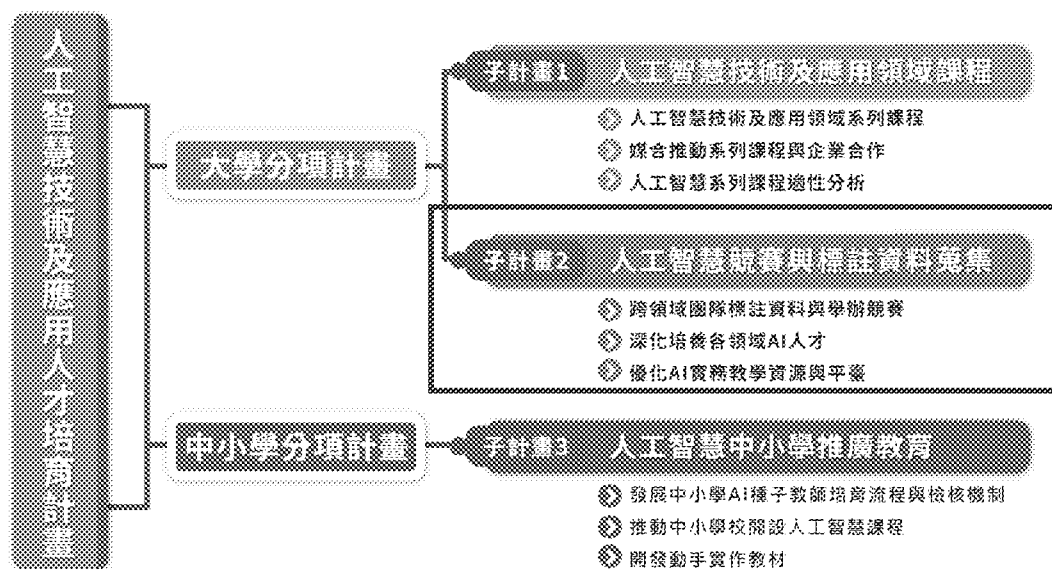 人工智慧技術及應用人才培育計畫
大學分項計畫
子計畫1 人工智慧技術及應用領域課程
人工智慧技術及應用領域系列課程
媒合推動系列課程與企業合作
人工智慧系列課程適性分析
子計畫2 人工智慧競賽與標註資料蒐集
跨領域團隊標註資料與舉辦競賽
深化培養各領域AI人才
優化AI實務教學資源與平臺
中小學分項計畫
子計畫3 人工智慧中小學推廣教育
發展中小學AI種子教師培育流程與檢核機制
推動中小學校開設人工智慧課程
開發動手實作教材